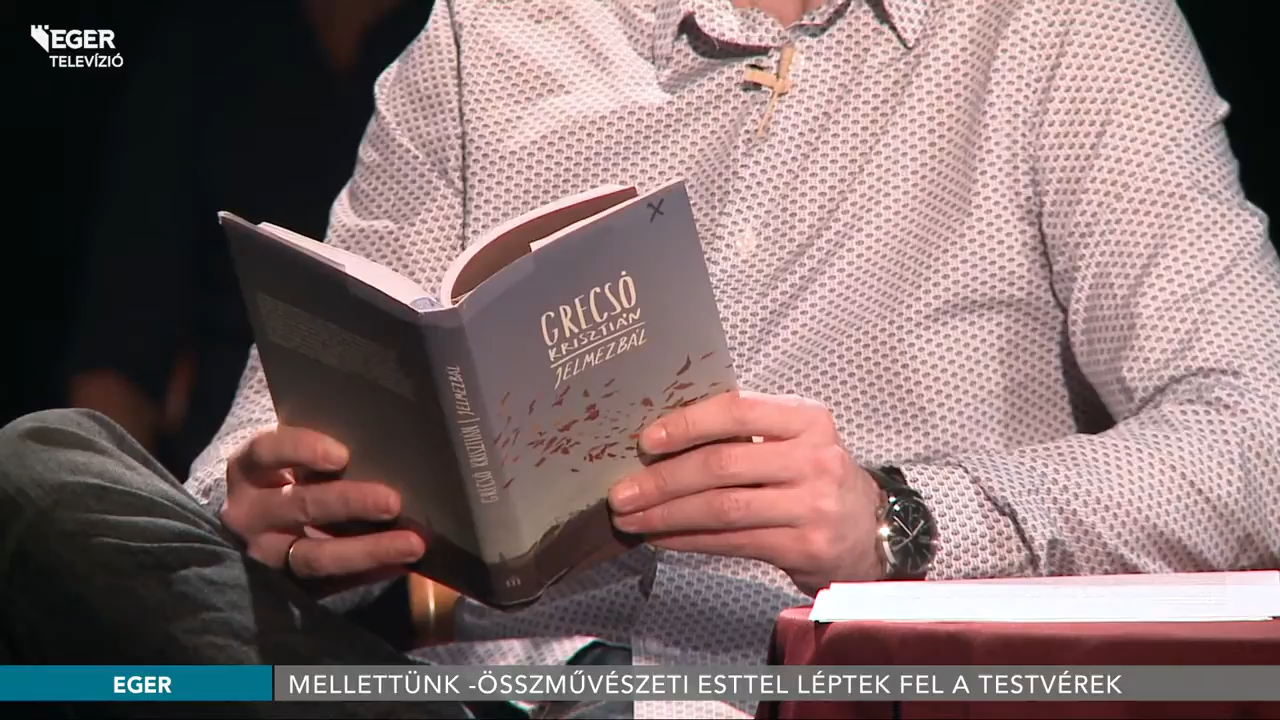 EGER
TELEVÍZIÓ
GRECSÓ
KRISZTIÁN
JELMEZBÁL
GRECSÓ KRISZTIÁN | JELMEZBÁL
EGER
MELLETTÜNK -ÖSSZMŰVÉSZETI ESTTEL LÉPTEK FEL A TESTVÉREK